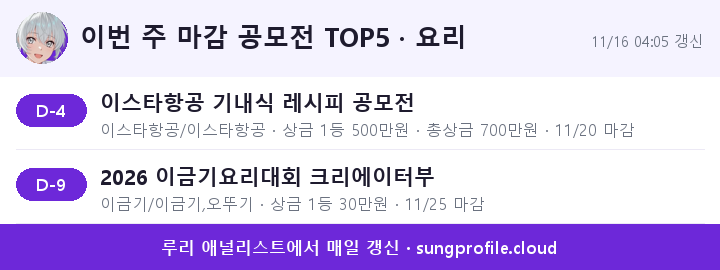 이번 주 마감 공모전 TOP5 · 요리
11/16 04:05 갱신
D-4
이스타항공 기내식 레시피 공모전
이스타항공/이스타항공 · 상금 1등 500만원 · 총상금 700만원 · 11/20 마감
D-9
2026 이금기요리대회 크리에이터부
이금기/이금기,오뚜기 · 상금 1등 30만원 · 11/25 마감
루리 애널리스트에서 매일 갱신 · sungprofile.cloud